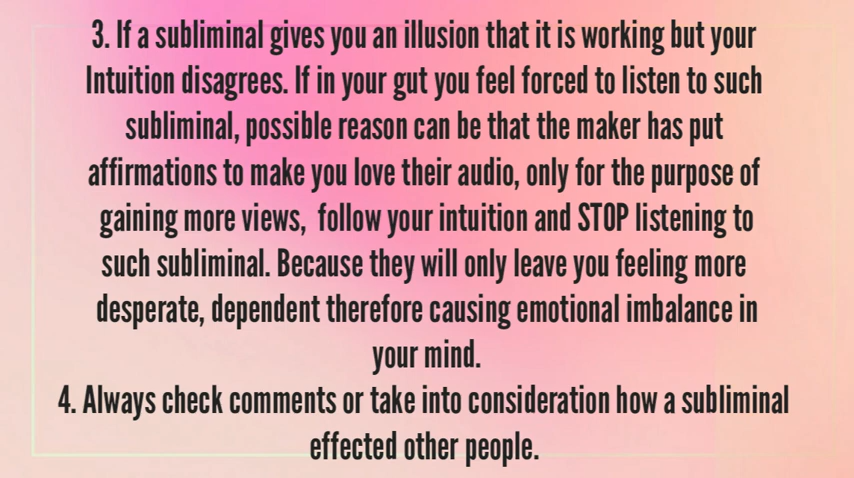 3. If a subliminal gives you an illusion that it is working but your
Intuition disagrees. If in your gut you feel forced to listen to such
subliminal, possible reason can be that the maker has put
affirmations to make you love their audio, only for the purpose of
gaining more views,  follow your intuition and STOP listening to
such subliminal. Because they will only leave you feeling more
desperate, dependent therefore causing emotional imbalance in
your mind.
4. Always check comments or take into consideration how a subliminal
effected other people.